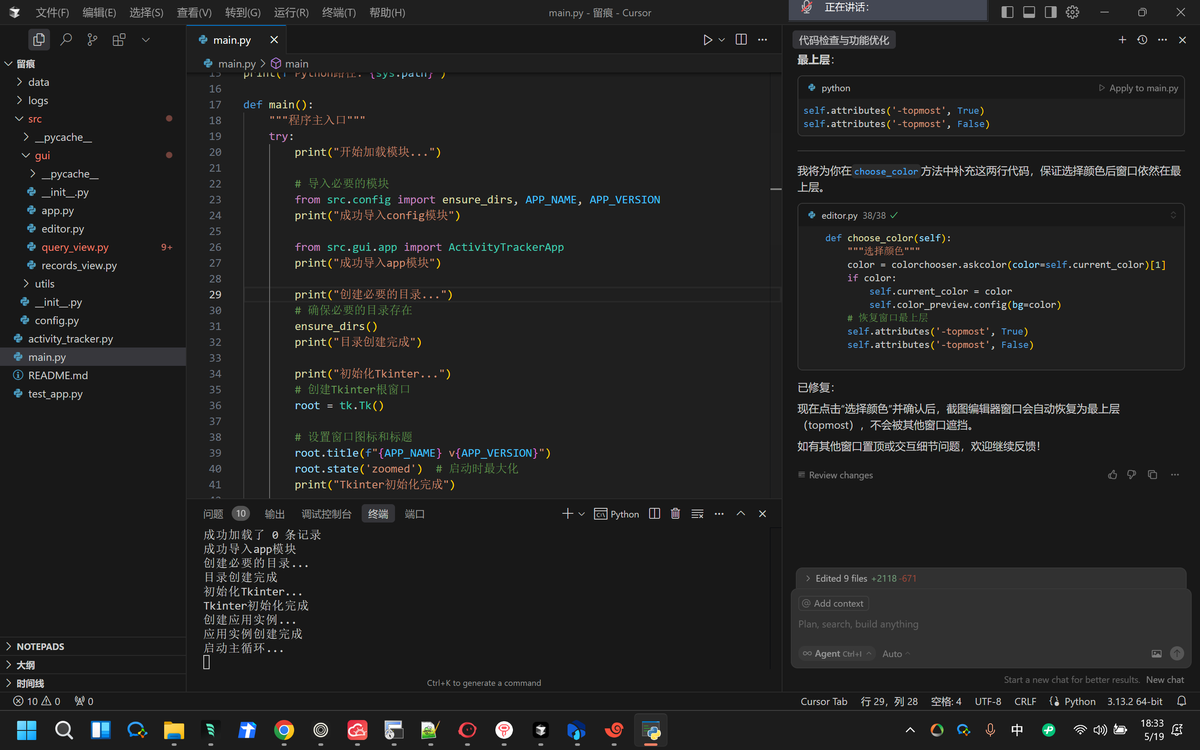 文件(F) 编辑(E) 选择(S) 查看(V) 转到(G) 运行(R) 终端(T) 帮助(H) main.py - 留痕 - Cursor 正在讲话:
留痕
data
logs
src
__pycache__
gui
__pycache__
__init__.py
app.py
editor.py
query_view.py 9+
records_view.py
utils
__init__.py
config.py
activity_tracker.py
main.py
README.md
test_app.py
NOTEPADS
大纲
时间线
main.py
main.py > main
15 print(f"Python路径: {sys.path}")
16
17 def main():
18 """程序主入口"""
19 try:
20 print("开始加载模块...")
21
22 # 导入必要的模块
23 from src.config import ensure_dirs, APP_NAME, APP_VERSION
24 print("成功导入config模块")
25
26 from src.gui.app import ActivityTrackerApp
27 print("成功导入app模块")
28
29 print("创建必要的目录...")
30 # 确保必要的目录存在
31 ensure_dirs()
32 print("目录创建完成")
33
34 print("初始化Tkinter...")
35 # 创建Tkinter根窗口
36 root = tk.Tk()
37
38 # 设置窗口图标和标题
39 root.title(f"{APP_NAME} v{APP_VERSION}")
40 root.state('zoomed') # 启动时最大化
41 print("Tkinter初始化完成")
问题 10 输出 调试控制台 终端 端口 Python
成功加载了 0 条记录
成功导入app模块
创建必要的目录...
目录创建完成
初始化Tkinter...
Tkinter初始化完成
创建应用实例...
应用实例创建完成
启动主循环...
Ctrl+K to generate a command
代码检查与功能优化
最上层:
python Apply to main.py
self.attributes('-topmost', True)
self.attributes('-topmost', False)
我将为你在 choose_color 方法中补充这两行代码，保证选择颜色后窗口依然在最
上层。
editor.py 38/38
def choose_color(self):
"""选择颜色"""
color = colorchooser.askcolor(color=self.current_color)[1]
if color:
self.current_color = color
self.color_preview.config(bg=color)
# 恢复窗口最上层
self.attributes('-topmost', True)
self.attributes('-topmost', False)
已修复:
现在点击"选择颜色"并确认后，截图编辑器窗口会自动恢复为最上层
（topmost），不会被其他窗口遮挡。
如有其他窗口置顶或交互细节问题，欢迎继续反馈！
Review changes
Edited 9 files +2118 -671
@ Add context
Plan, search, build anything
Agent Ctrl+I Auto
Start a new chat for better results. New chat
10 0 0 Cursor Tab 行 29, 列 28 空格: 4 UTF-8 CRLF Python 3.13.2 64-bit
中 18:33
5/19